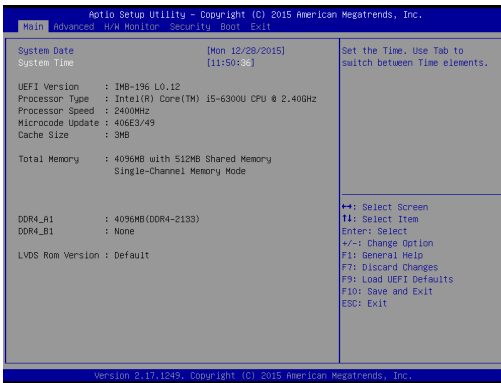 Aptio Setup Utility – Copyright (C) 2015 American Megatrends, Inc.
Main Advanced H/W Monitor Security Boot Exit
System Date [Mon 12/28/2015]
System Time [11:50:36]
UEFI Version : IMB-196 L0.12
Processor Type : Intel(R) Core(TM) i5-6300U CPU @ 2.40GHz
Processor Speed : 2400MHz
Microcode Update : 406E3/49
Cache Size : 3MB
Total Memory : 4096MB with 512MB Shared Memory
Single-Channel Memory Mode
DDR4_A1 : 4096MB(DDR4-2133)
DDR4_B1 : None
LVDS Rom Version : Default
Set the Time. Use Tab to
switch between Time elements.
↔: Select Screen
↑↓: Select Item
Enter: Select
+/-: Change Option
F1: General Help
F7: Discard Changes
F9: Load UEFI Defaults
F10: Save and Exit
ESC: Exit
Version 2.17.1249. Copyright (C) 2015 American Megatrends, Inc.